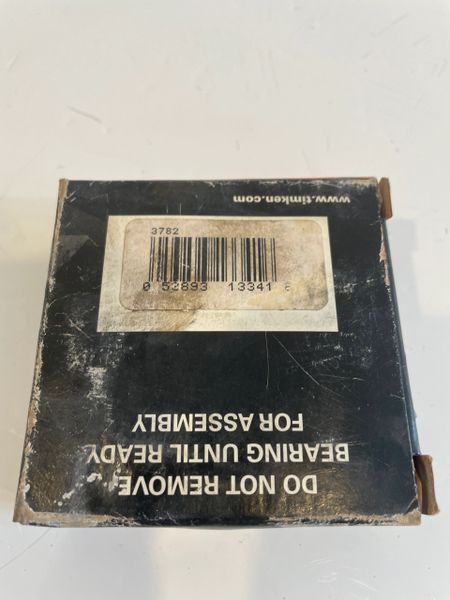 www.timken.com
3782
0 53893 13341 6
DO NOT REMOVE
BEARING UNTIL READY
FOR ASSEMBLY